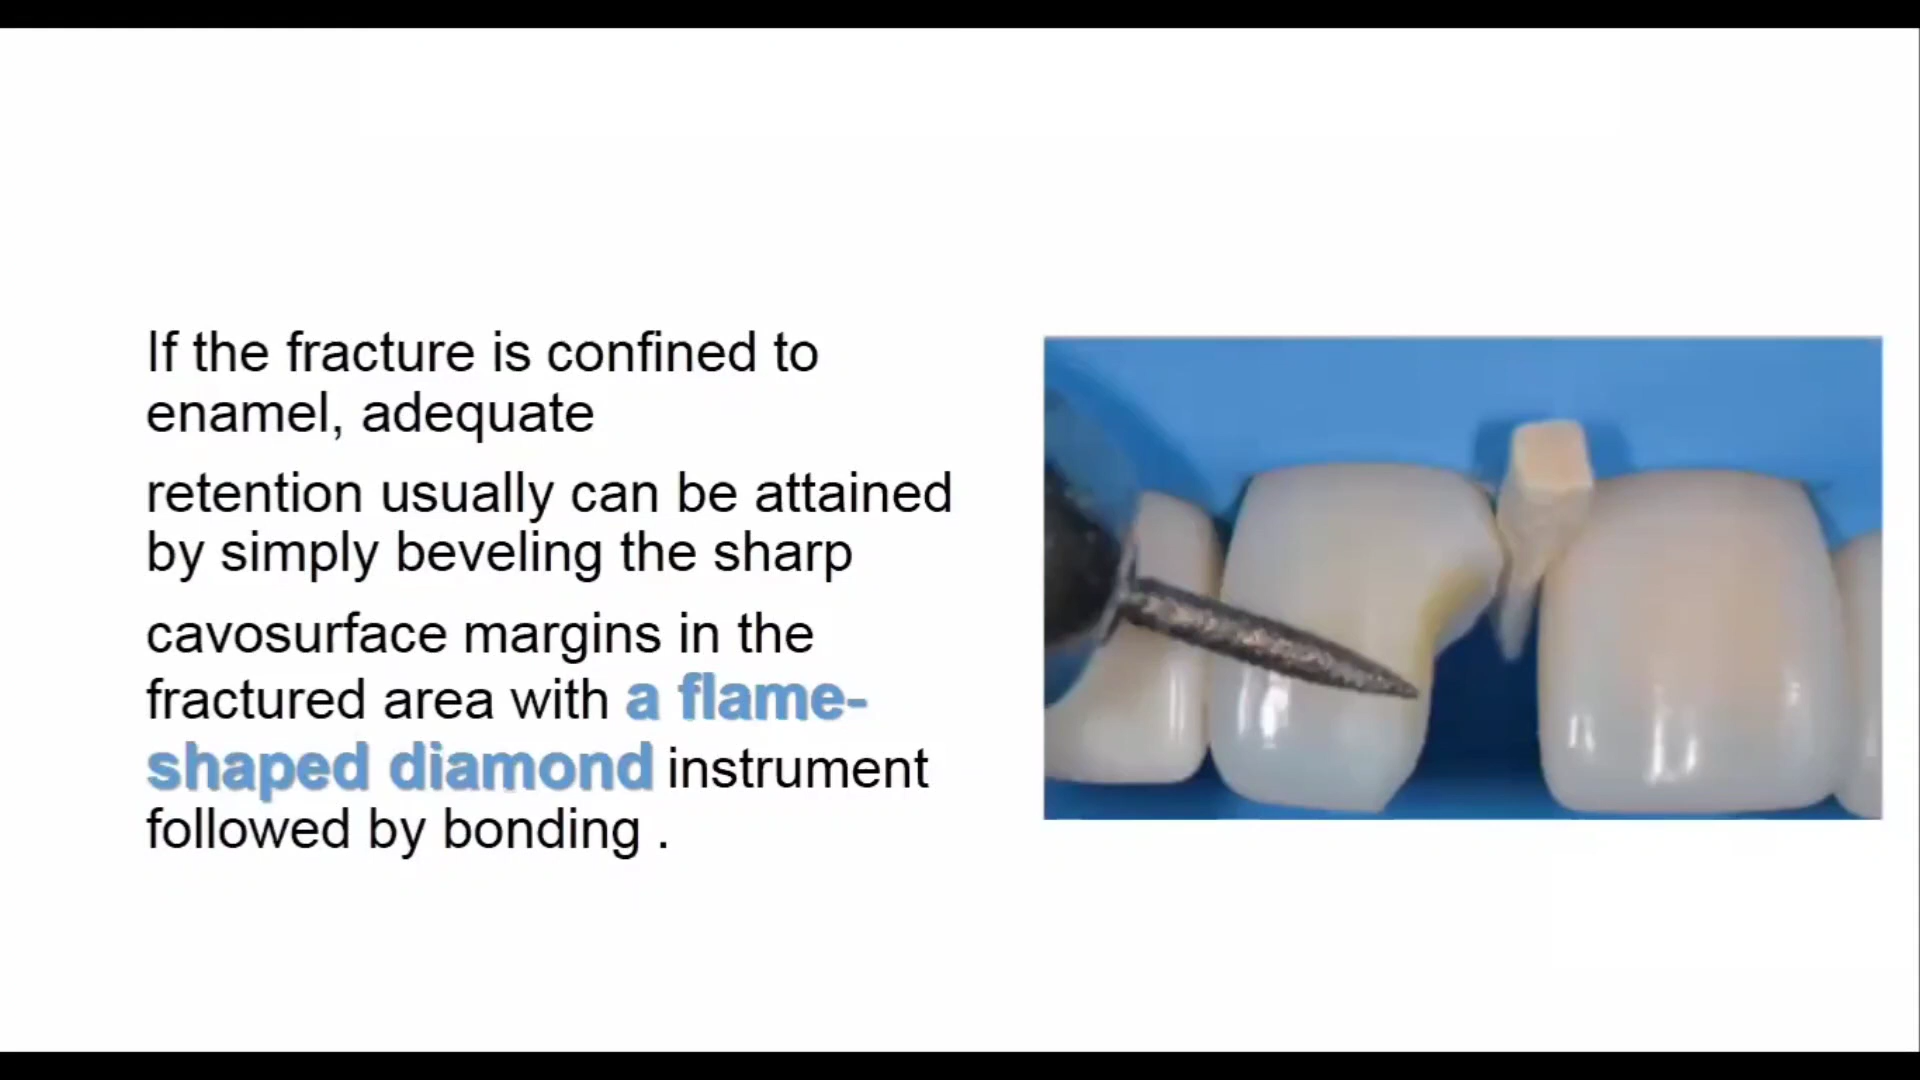 If the fracture is confined to
enamel, adequate
retention usually can be attained
by simply beveling the sharp
cavosurface margins in the
fractured area with a flame-
shaped diamond instrument
followed by bonding .